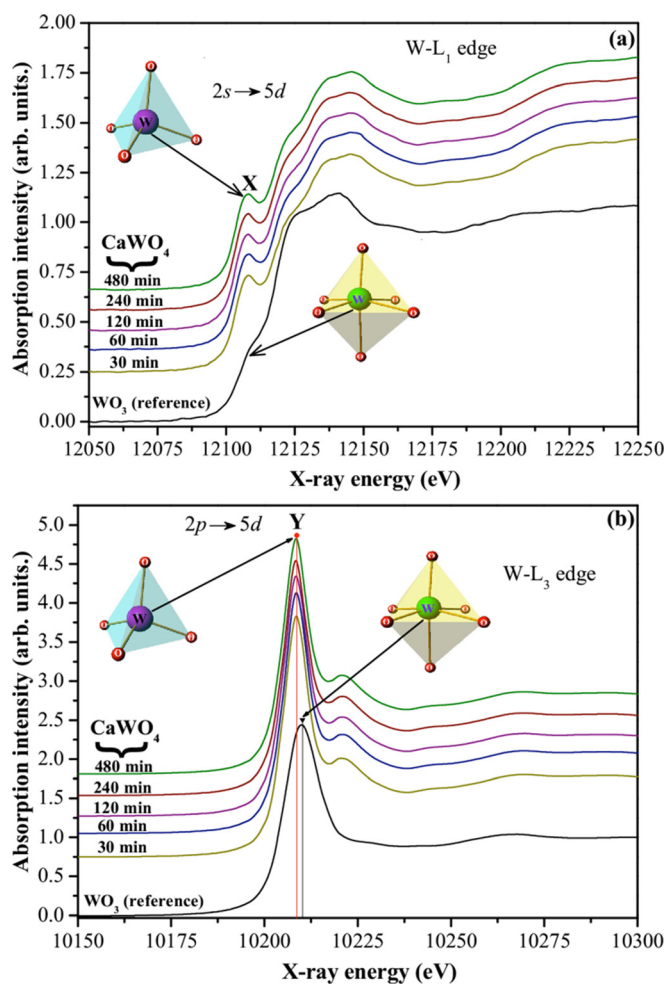 (a)
W-L₁ edge
2s→5d
X
W
O
O
O
O
CaWO₄
480 min
240 min
120 min
60 min
30 min
WO₃ (reference)
W
O
O
O
O
O
O
Absorption intensity (arb. units.)
2.00
1.75
1.50
1.25
1.00
0.75
0.50
0.25
0.00
12050 12075 12100 12125 12150 12175 12200 12225 12250
X-ray energy (eV)
(b)
2p→5d
Y
W-L₃ edge
W
O
O
O
O
W
O
O
O
O
O
O
CaWO₄
480 min
240 min
120 min
60 min
30 min
WO₃ (reference)
Absorption intensity (arb. units.)
5.0
4.5
4.0
3.5
3.0
2.5
2.0
1.5
1.0
0.5
0.0
10150 10175 10200 10225 10250 10275 10300
X-ray energy (eV)